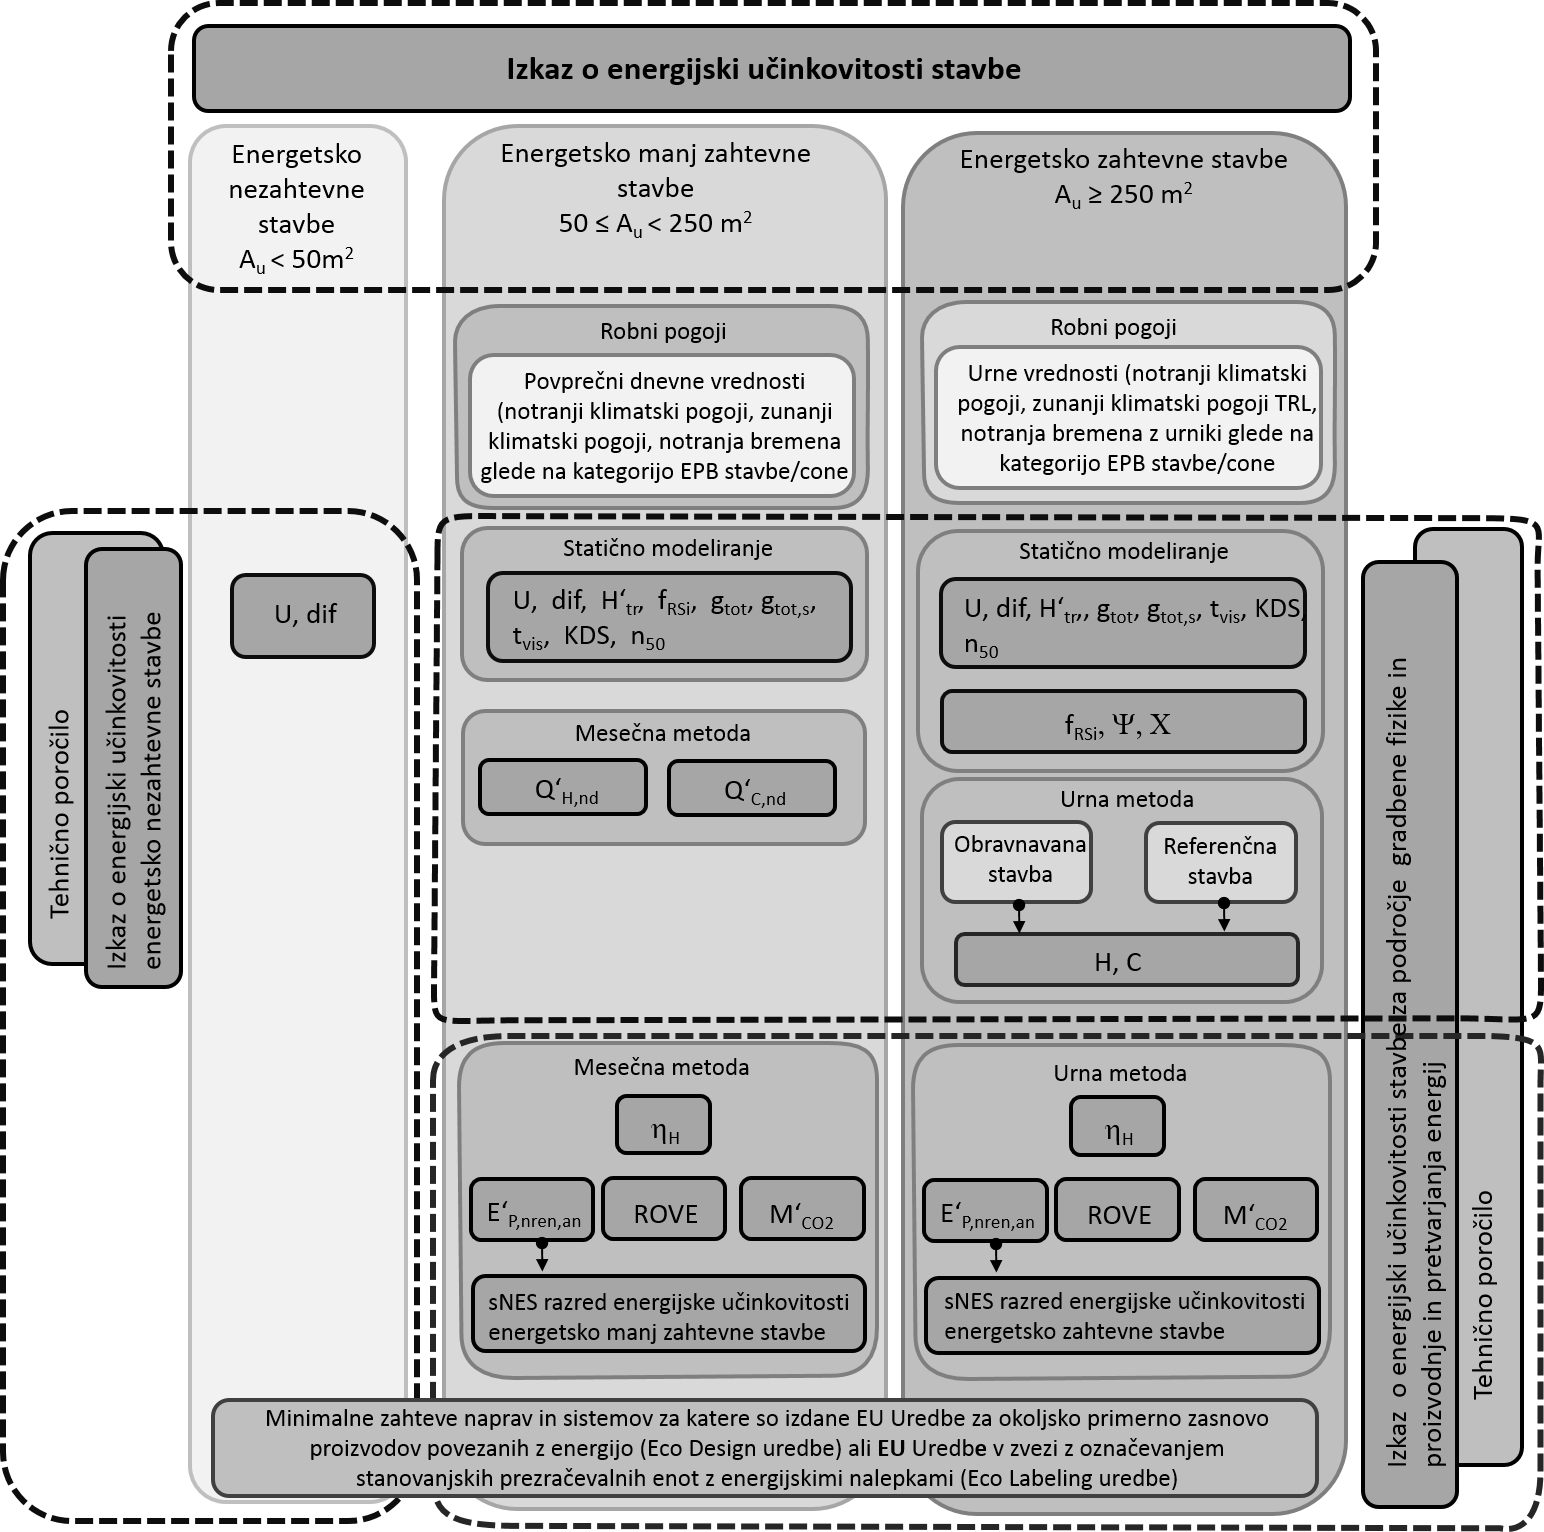 Izkaz o energijski učinkovitosti stavbe
Energetsko
nezahtevne
stavbe
Au < 50m²
Energetsko manj zahtevne
stavbe
50 ≤ Au < 250 m²
Energetsko zahtevne stavbe
Au ≥ 250 m²
Robni pogoji
Povprečni dnevne vrednosti
(notranji klimatski pogoji, zunanji
klimatski pogoji, notranja bremena
glede na kategorijo EPB stavbe/cone
Robni pogoji
Urne vrednosti (notranji klimatski
pogoji, zunanji klimatski pogoji TRL,
notranja bremena z urniki glede na
kategorijo EPB stavbe/cone
Tehnično poročilo
Izkaz o energijski učinkovitosti
energetsko nezahtevne stavbe
U, dif
Statično modeliranje
U, dif, H‘tr, fRSi, gtot, gtot,s,
tvis, KDS, n50
Mesečna metoda
Q‘H,nd
Q‘C,nd
Statično modeliranje
U, dif, H‘tr,, gtot, gtot,s, tvis, KDS,
n50
fRSi, Ψ, Χ
Urna metoda
Obravnavana
stavba
Referenčna
stavba
H, C
Mesečna metoda
ηH
E‘P,nren,an
ROVE
M‘CO2
sNES razred energijske učinkovitosti
energetsko manj zahtevne stavbe
Urna metoda
ηH
E‘P,nren,an
ROVE
M‘CO2
sNES razred energijske učinkovitosti
energetsko zahtevne stavbe
Izkaz o energijski učinkovitosti stavbe za področje gradbene fizike in
proizvodnje in pretvarjanja energij
Tehnično poročilo
Minimalne zahteve naprav in sistemov za katere so izdane EU Uredbe za okoljsko primerno zasnovo
proizvodov povezanih z energijo (Eco Design uredbe) ali EU Uredbe v zvezi z označevanjem
stanovanjskih prezračevalnih enot z energijskimi nalepkami (Eco Labeling uredbe)